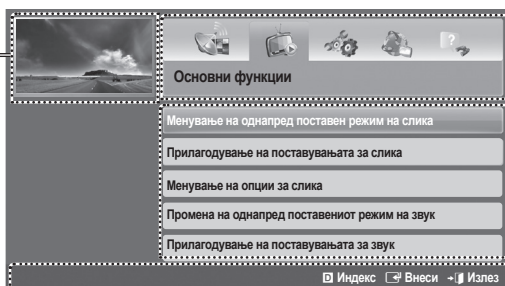 Основни функции
Менување на однапред поставен режим на слика
Прилагодување на поставувањата за слика
Менување на опции за слика
Промена на однапред поставениот режим на звук
Прилагодување на поставувањата за звук
D Индекс Внеси Излез